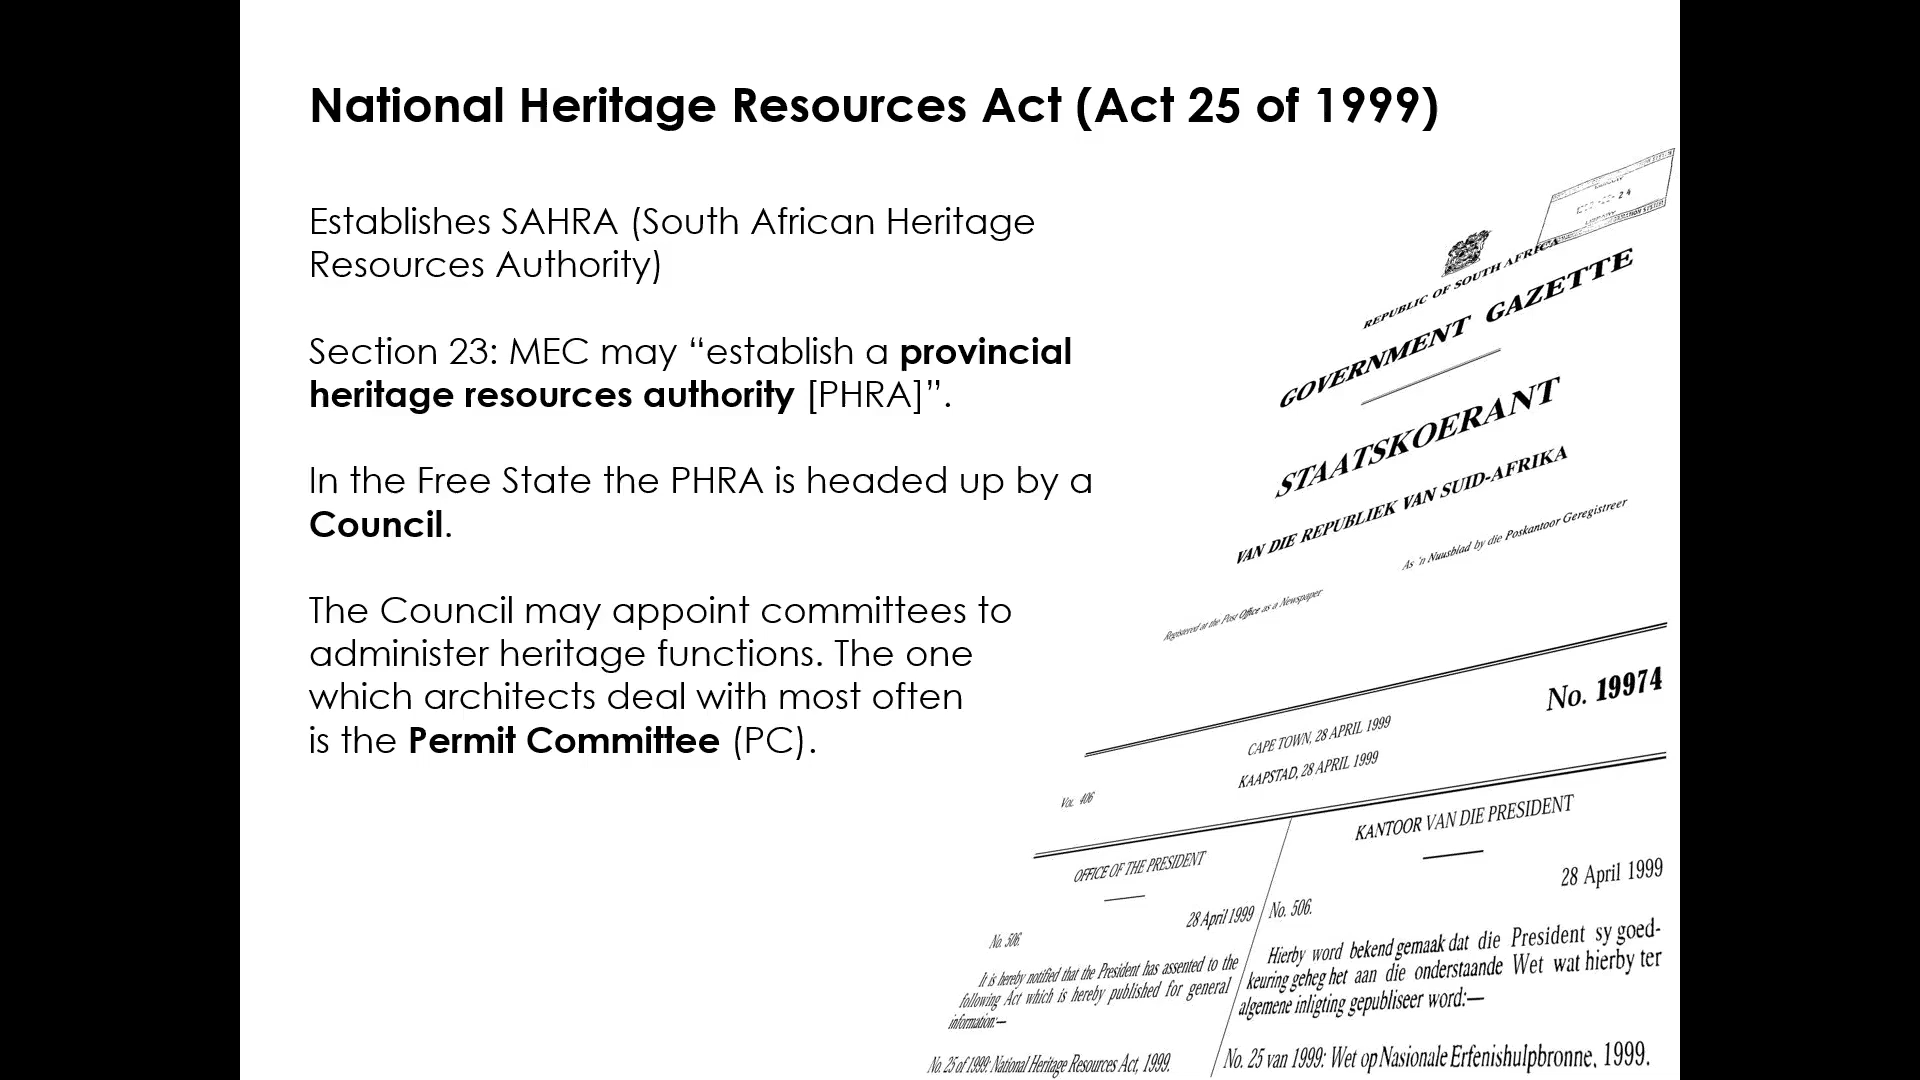 National Heritage Resources Act (Act 25 of 1999)
Establishes SAHRA (South African Heritage
Resources Authority)
Section 23: MEC may “establish a provincial
heritage resources authority [PHRA]”.
In the Free State the PHRA is headed up by a
Council.
The Council may appoint committees to
administer heritage functions. The one
which architects deal with most often
is the Permit Committee (PC).
REPUBLIC OF SOUTH AFRICA
GOVERNMENT GAZETTE
STAATSKOERANT
VAN DIE REPUBLIEK VAN SUID-AFRIKA
Registered at the Post Office as a Newspaper
As 'n Nuusblad by die Poskantoor Geregistreer
Vol. 406
CAPE TOWN, 28 APRIL 1999
KAAPSTAD, 28 APRIL 1999
No. 19974
OFFICE OF THE PRESIDENT
No. 506.
28 April 1999
It is hereby notified that the President has assented to the
following Act which is hereby published for general
information:—
No. 25 of 1999: National Heritage Resources Act, 1999.
KANTOOR VAN DIE PRESIDENT
No. 506.
28 April 1999
Hierby word bekend gemaak dat die President sy goed-
keuring geheg het aan die onderstaande Wet wat hierby ter
algemene inligting gepubliseer word:—
No. 25 van 1999: Wet op Nasionale Erfenishulpbronne, 1999.